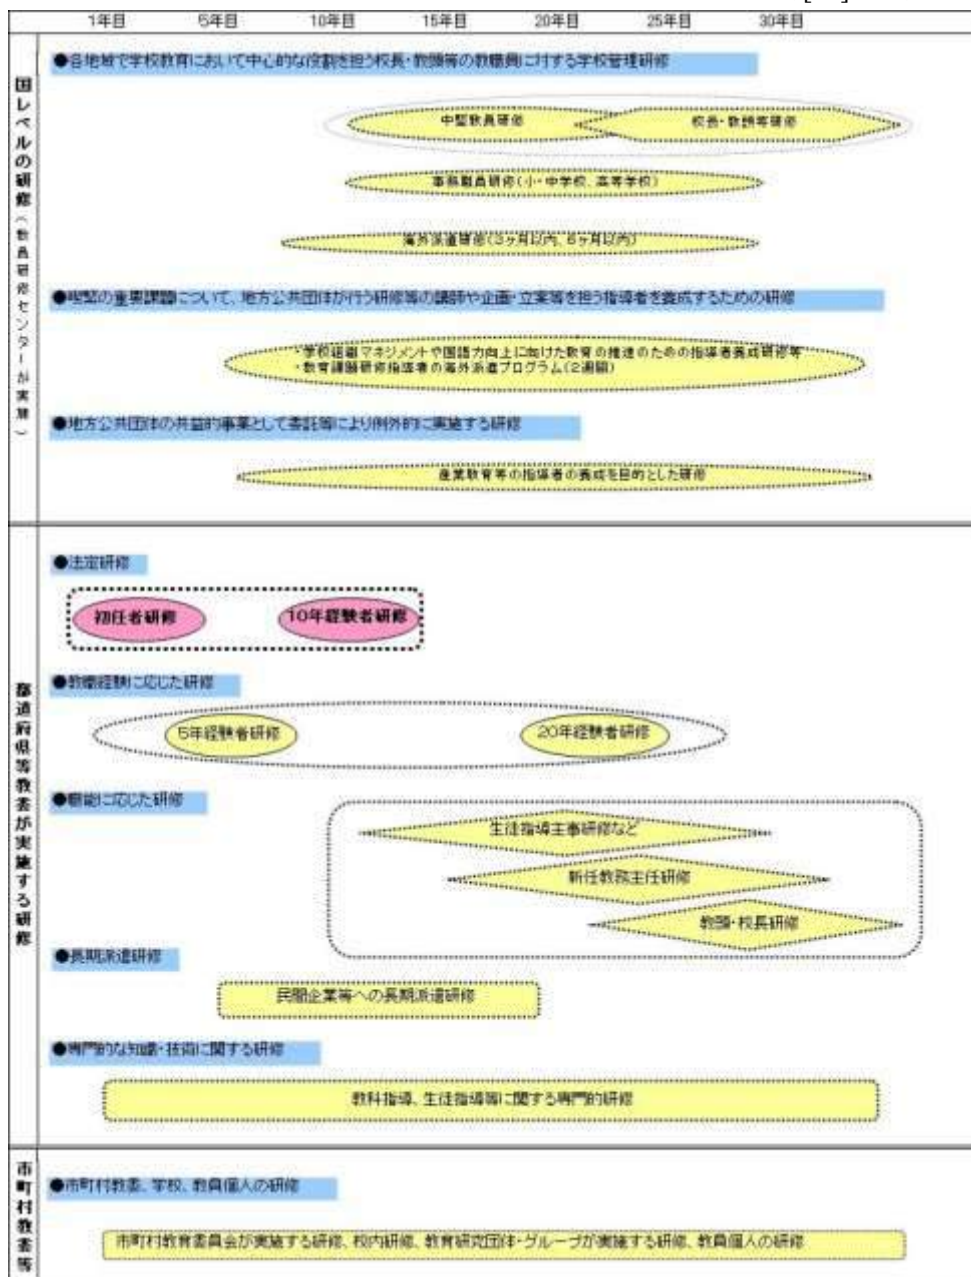 1年目 5年目 10年目 15年目 20年目 25年目 30年目
国レベルの研修(教員研修センターが実施)
●各地域で学校教育において中心的な役割を担う校長・教頭等の教職員に対する学校管理研修
中堅教員研修
校長・教頭等研修
事務職員研修(小・中学校、高等学校)
海外派遣研修(3ヶ月以内、6ヶ月以内)
●喫緊の重要課題について、地方公共団体が行う研修等の講師や企画・立案等を担う指導者を養成するための研修
・学校組織マネジメントや国語力向上に向けた教育の推進のための指導者養成研修等
・教育課題研修指導者の海外派遣プログラム(2週間)
●地方公共団体の共益的事業として委託等により例外的に実施する研修
産業教育等の指導者の養成を目的とした研修
都道府県等教委が実施する研修
●法定研修
初任者研修
10年経験者研修
●教職経験に応じた研修
5年経験者研修
20年経験者研修
●職能に応じた研修
生徒指導主事研修など
新任教務主任研修
教頭・校長研修
●長期派遣研修
民間企業等への長期派遣研修
●専門的な知識・技術に関する研修
教科指導、生徒指導等に関する専門的研修
市町村教委等
●市町村教委、学校、教員個人の研修
市町村教育委員会が実施する研修、校内研修、教育研究団体・グループが実施する研修、教員個人の研修